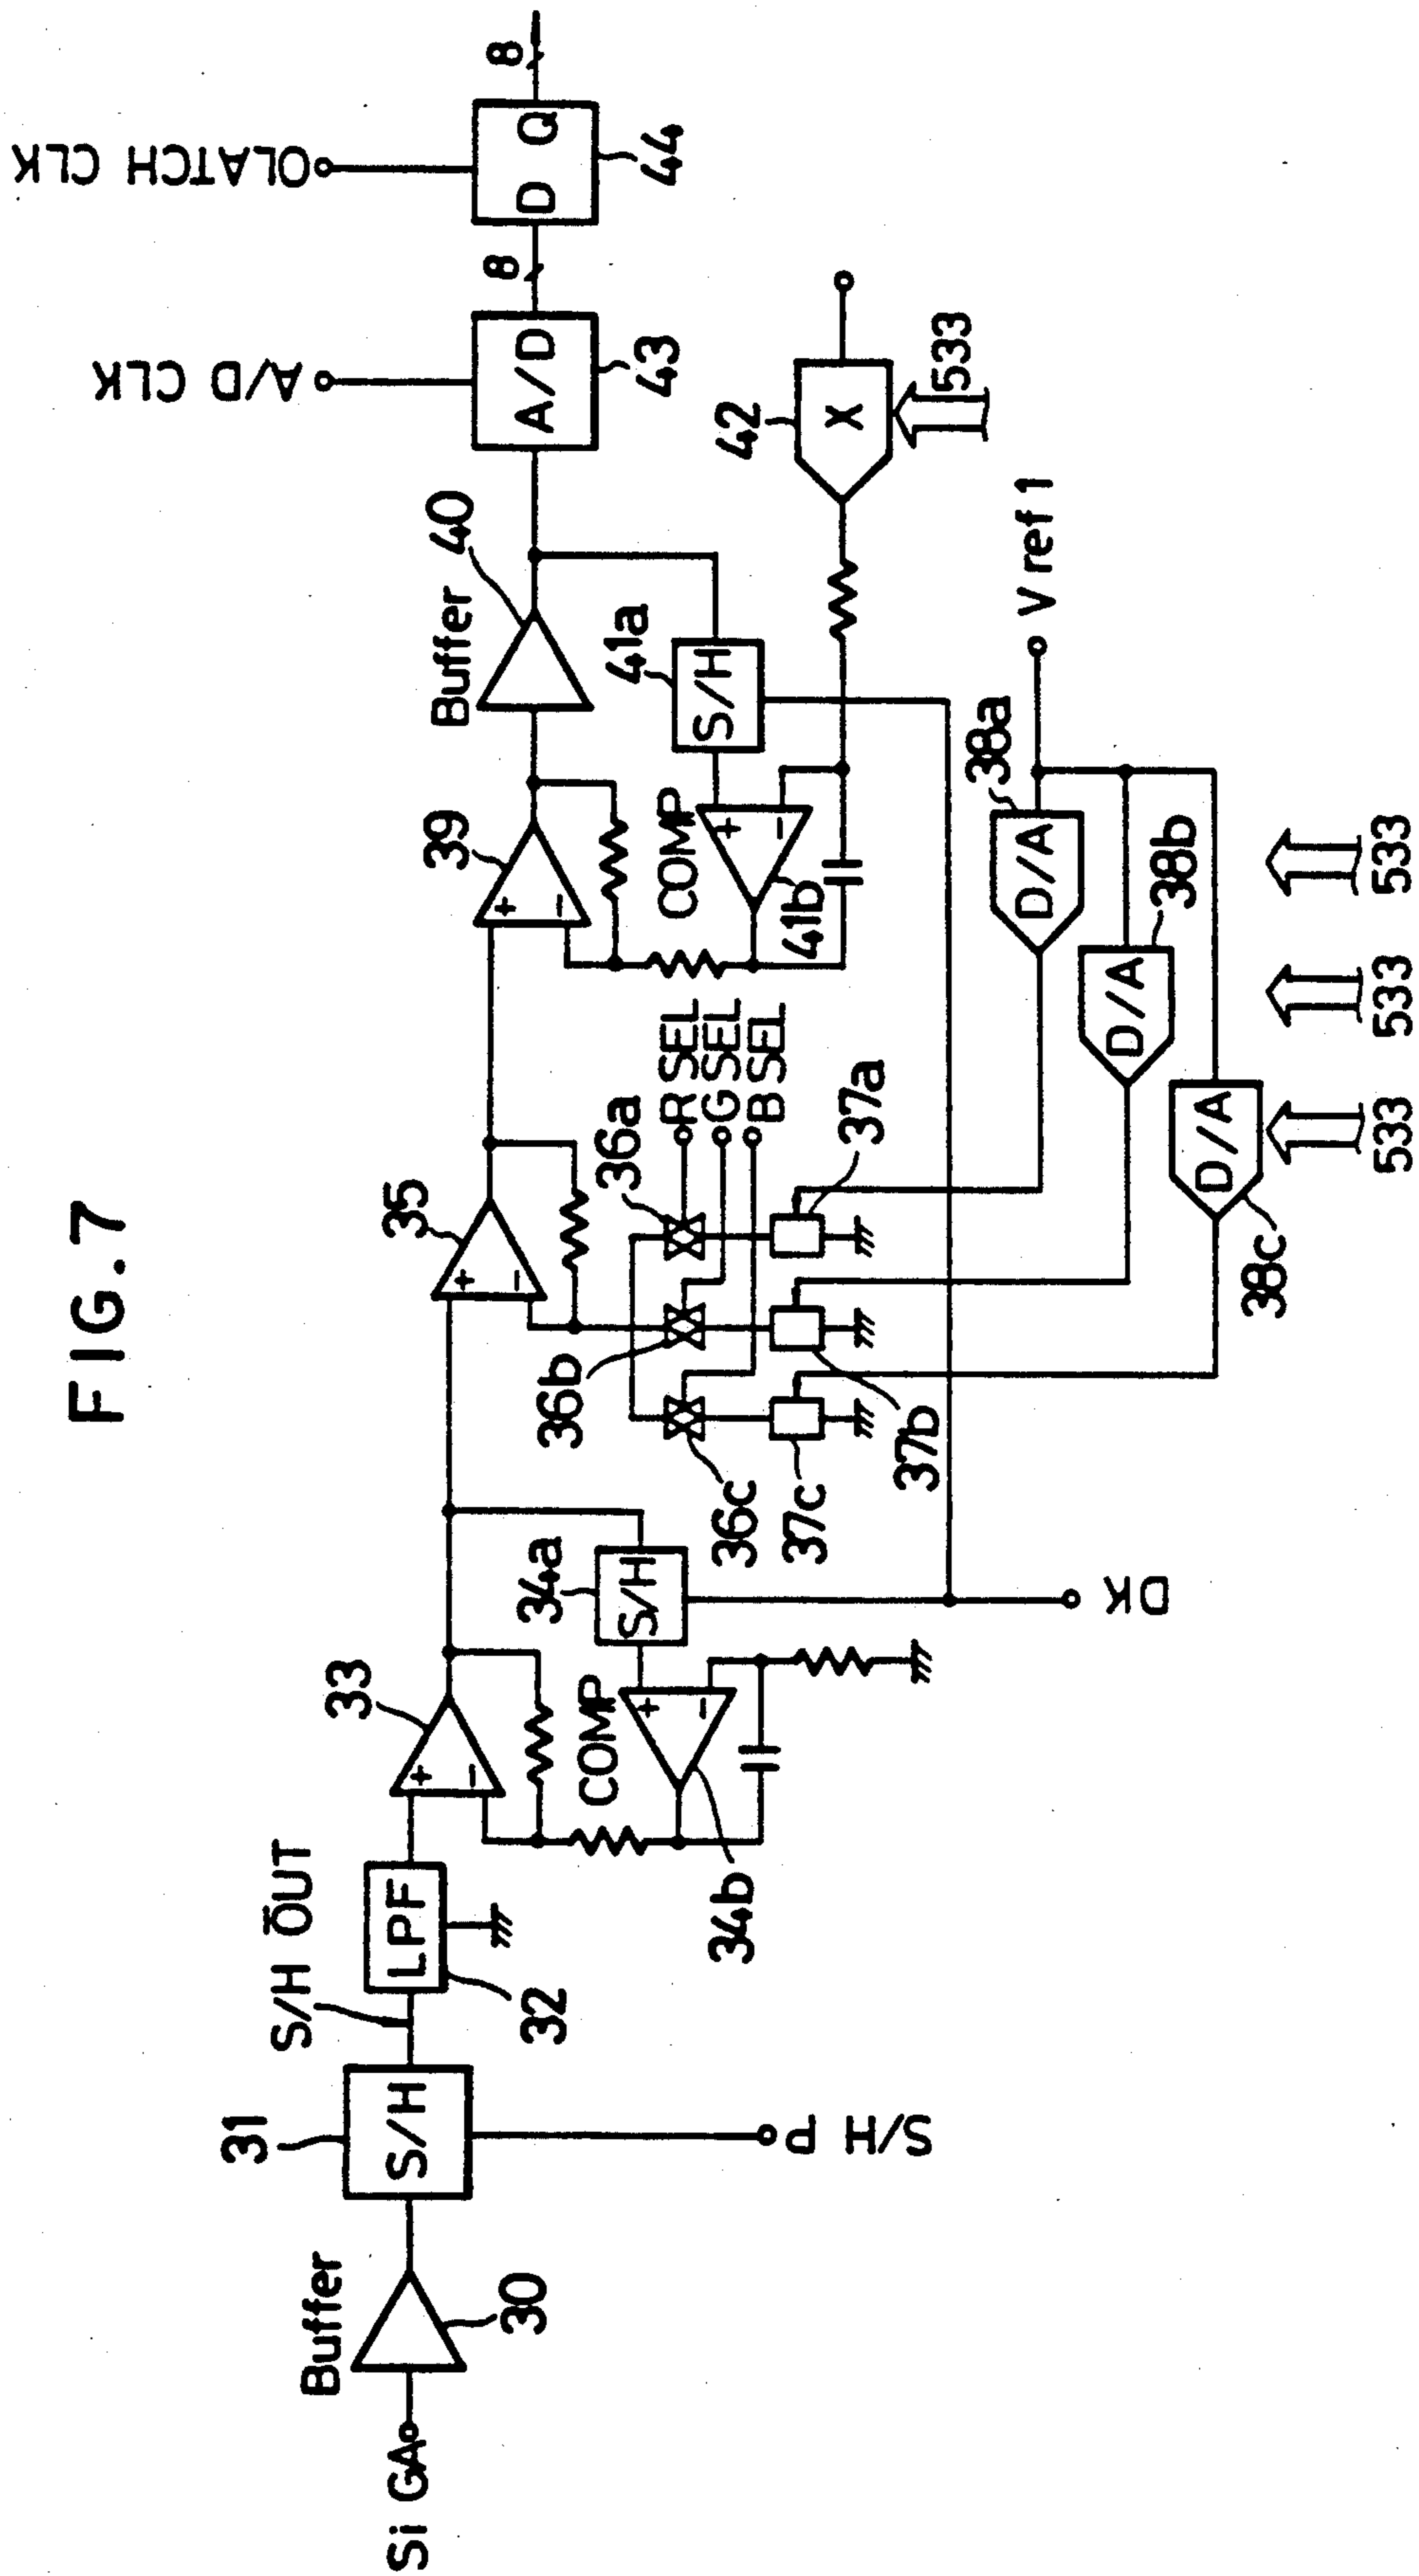 FIG. 7
Si GA
Buffer
30
31
S/H
S/H P
S/H OUT
LPF
32
33
+
−
COMP
+
−
34b
34a
S/H
DK
35
+
−
36a
36b
36c
R SEL
G SEL
B SEL
37a
37b
37c
38a
D/A
38b
D/A
38c
D/A
V ref 1
533
533
533
39
+
−
Buffer
40
COMP
+
−
41b
41a
S/H
42
X
533
A/D CLK
A/D
43
8
OLATCH CLK
D Q
44
8